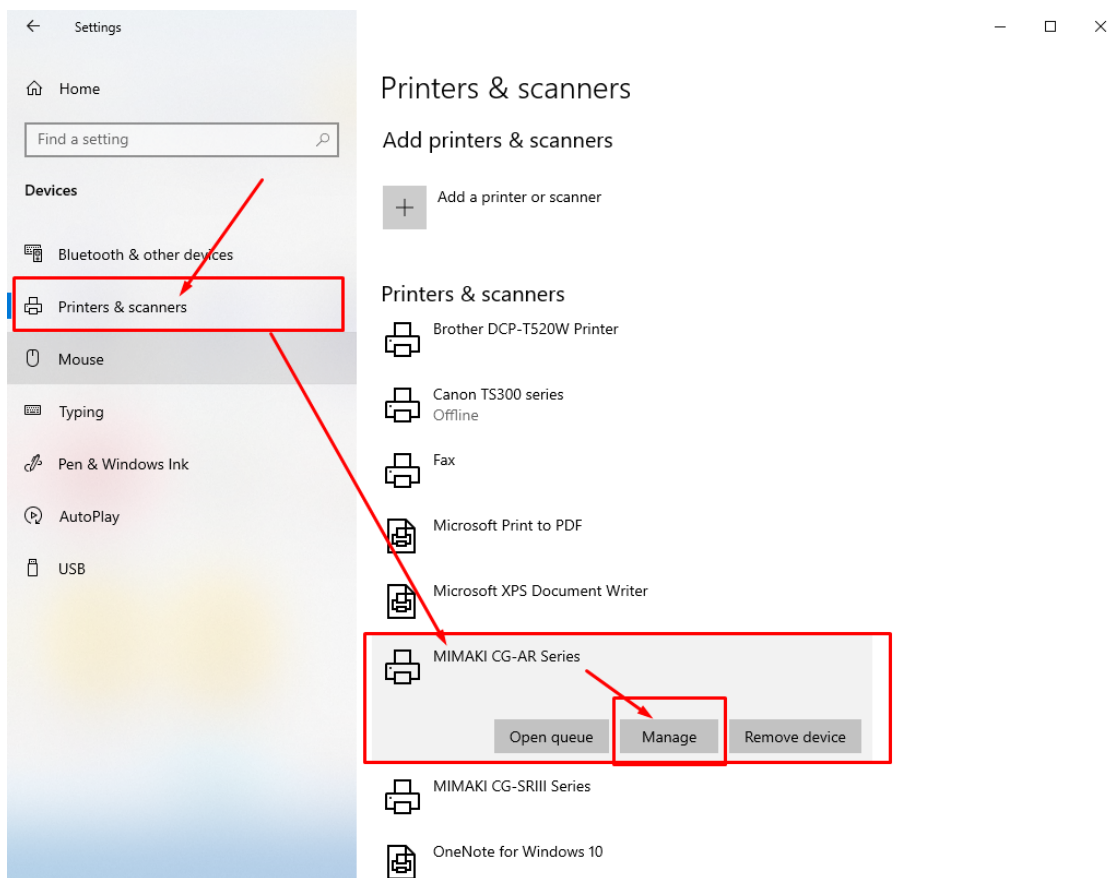 Settings
Home
Find a setting
Devices
Bluetooth & other devices
Printers & scanners
Mouse
Typing
Pen & Windows Ink
AutoPlay
USB
Printers & scanners
Add printers & scanners
Add a printer or scanner
Printers & scanners
Brother DCP-T520W Printer
Canon TS300 series
Offline
Fax
Microsoft Print to PDF
Microsoft XPS Document Writer
MIMAKI CG-AR Series
Open queue Manage Remove device
MIMAKI CG-SRIII Series
OneNote for Windows 10